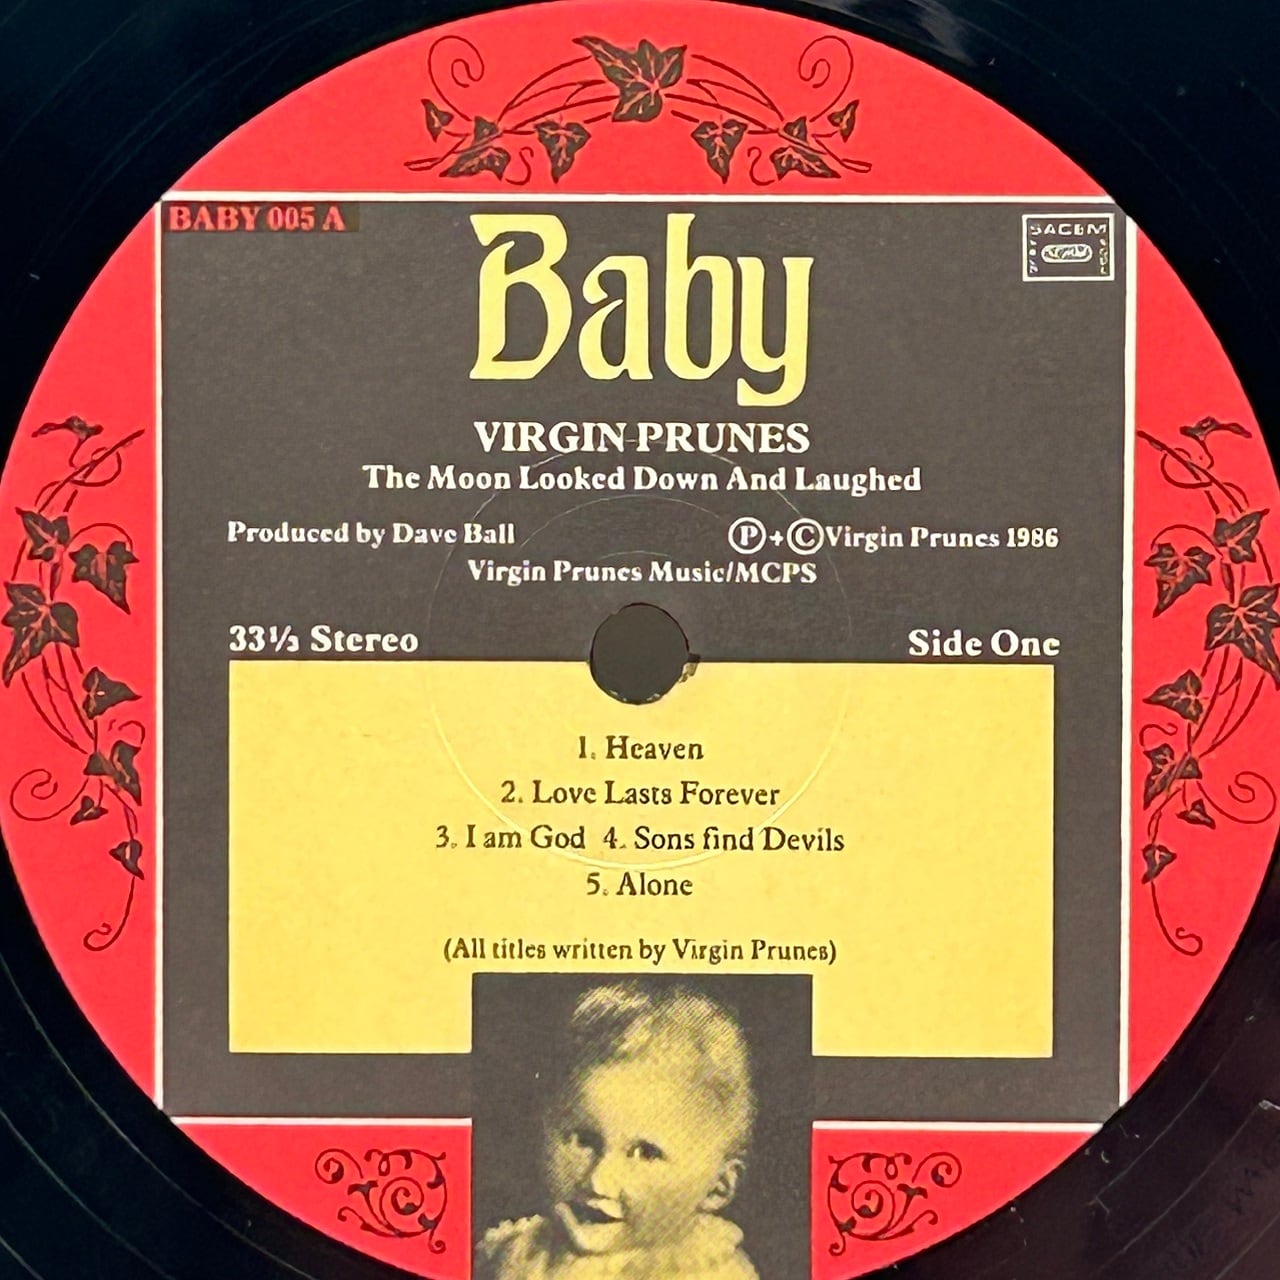 BABY 005 A
Baby
SACEM
VIRGIN PRUNES
The Moon Looked Down And Laughed
Produced by Dave Ball
Ⓟ+ⒸVirgin Prunes 1986
Virgin Prunes Music/MCPS
33⅓ Stereo
Side One
1. Heaven
2. Love Lasts Forever
3. I am God 4. Sons find Devils
5. Alone
(All titles written by Virgin Prunes)